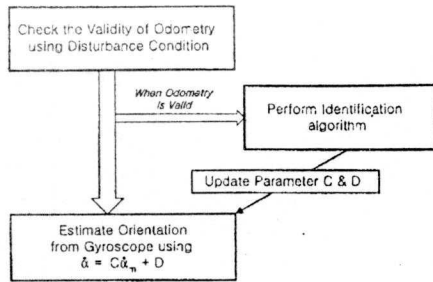 Check the Validity of Odometry
using Disturbance Condition
When Odometry
is Valid
Perform Identification
algorithm
Update Parameter C & D
Estimate Orientation
from Gyroscope using
α̇ = Cα̇ₘ + D